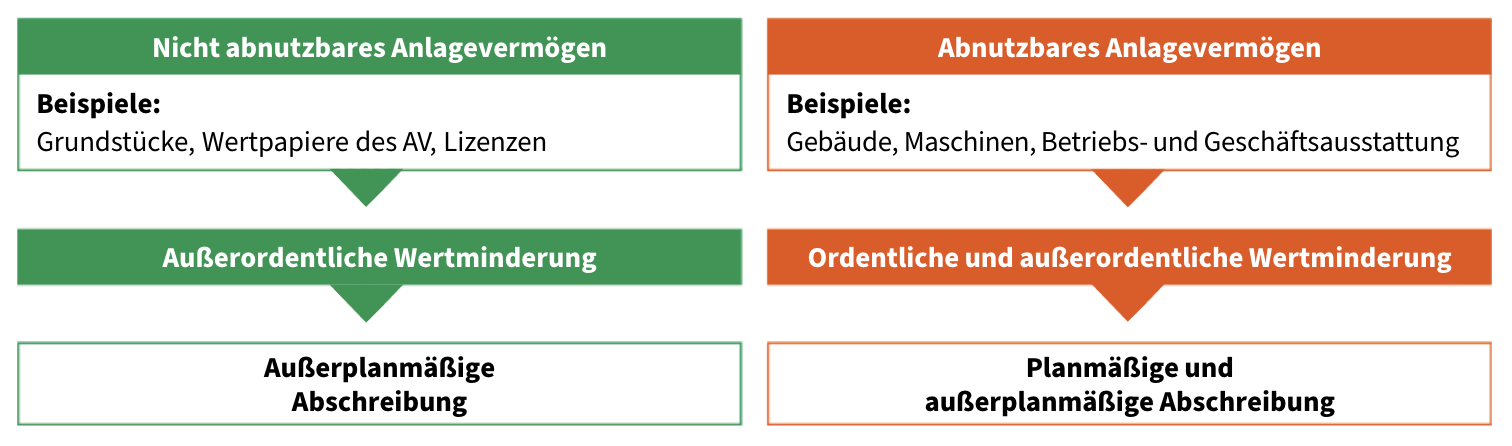 Nicht abnutzbares Anlagevermögen
Beispiele:
Grundstücke, Wertpapiere des AV, Lizenzen
Außerordentliche Wertminderung
Außerplanmäßige
Abschreibung
Abnutzbares Anlagevermögen
Beispiele:
Gebäude, Maschinen, Betriebs- und Geschäftsausstattung
Ordentliche und außerordentliche Wertminderung
Planmäßige und
außerplanmäßige Abschreibung